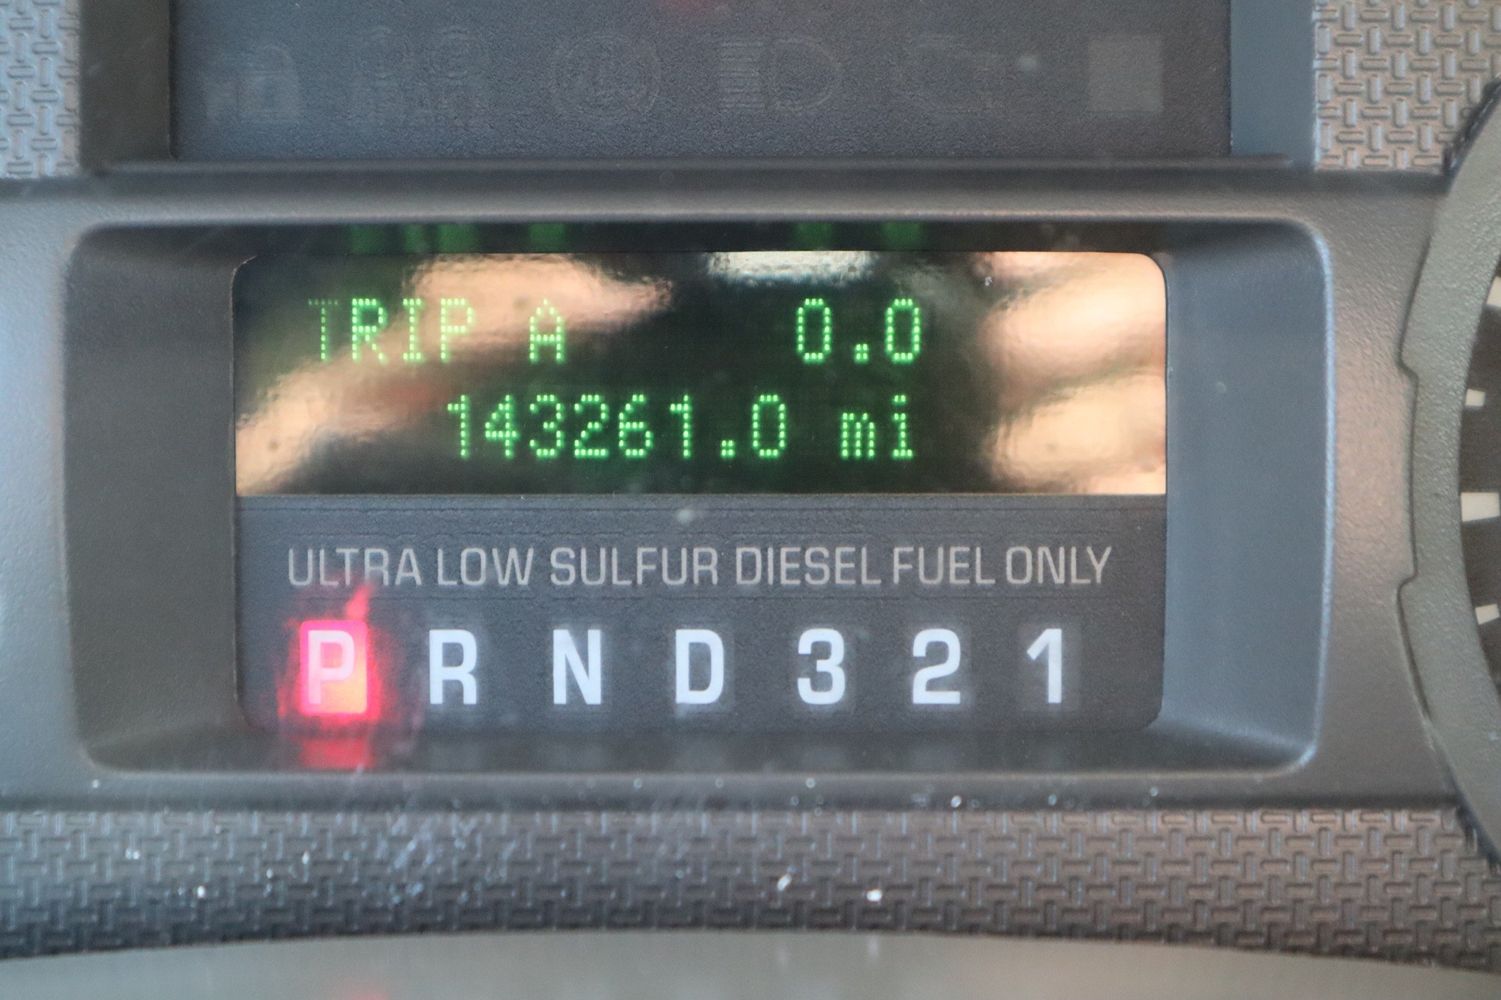 TRIP A 0.0
143261.0 mi
ULTRA LOW SULFUR DIESEL FUEL ONLY
P R N D 3 2 1